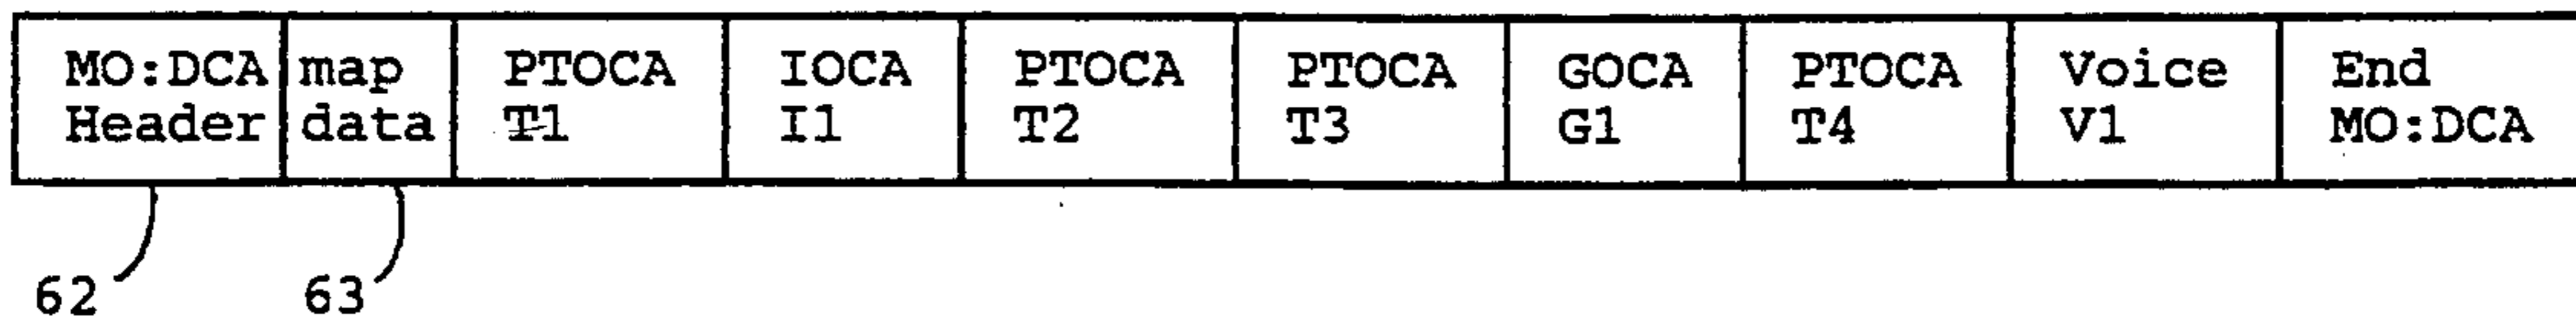 MO:DCA map PTOCA IOCA PTOCA PTOCA GOCA PTOCA Voice End
Header data T1 I1 T2 T3 G1 T4 V1 MO:DCA
62 63